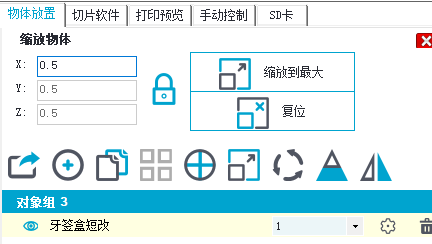 物体放置 切片软件 打印预览 手动控制 SD卡
缩放物体
X: 0.5
Y: 0.5
Z: 0.5
缩放到最大
复位
对象组 3
牙签盒短改 1